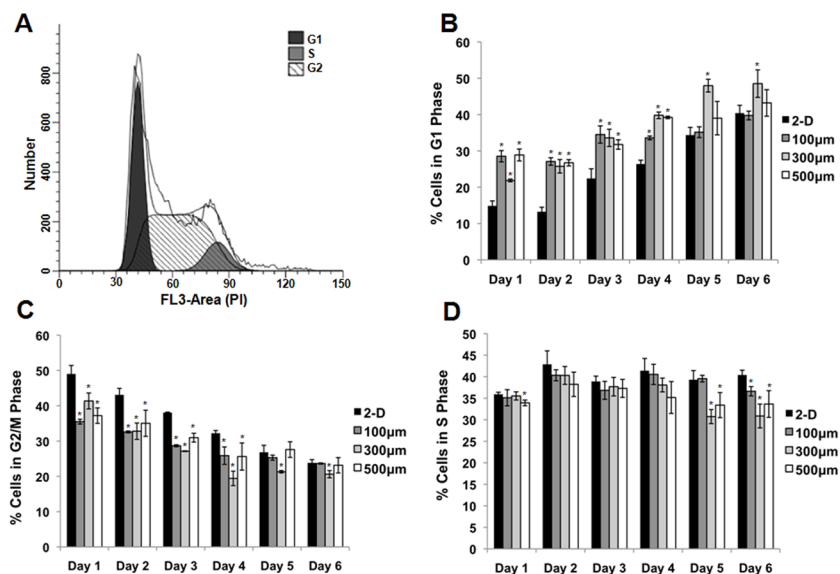 A
G1
S
G2
Number
800
600
400
200
0
0 30 60 90 120 150
FL3-Area (PI)
B
% Cells in G1 Phase
60
50
40
30
20
10
0
* * * * * * * * * * * * *
2-D
100µm
300µm
500µm
Day 1 Day 2 Day 3 Day 4 Day 5 Day 6
C
% Cells in G2/M Phase
60
50
40
30
20
10
0
* * * * * * * * * * * * * *
2-D
100µm
300µm
500µm
Day 1 Day 2 Day 3 Day 4 Day 5 Day 6
D
% Cells in S Phase
50
45
40
35
30
25
20
15
10
5
0
* * * * * *
2-D
100µm
300µm
500µm
Day 1 Day 2 Day 3 Day 4 Day 5 Day 6